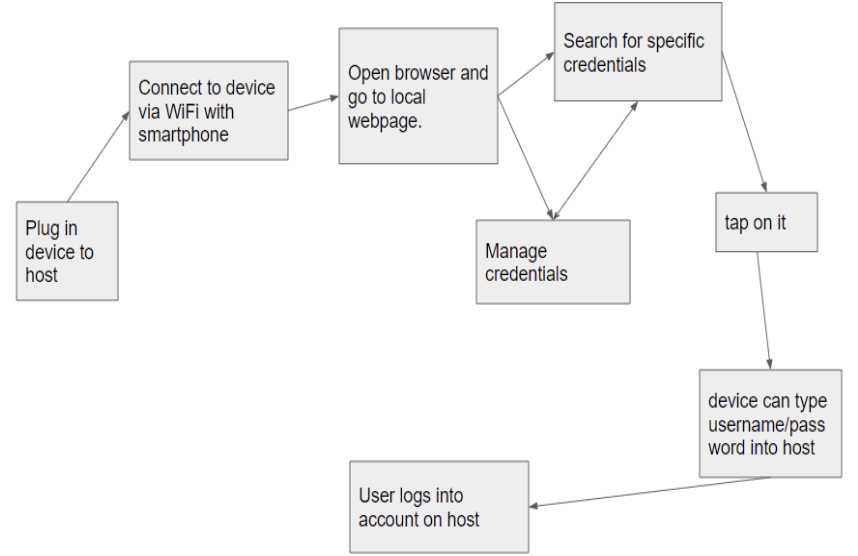 Plug in
device to
host
Connect to device
via WiFi with
smartphone
Open browser and
go to local
webpage.
Search for specific
credentials
Manage
credentials
tap on it
device can type
username/pass
word into host
User logs into
account on host